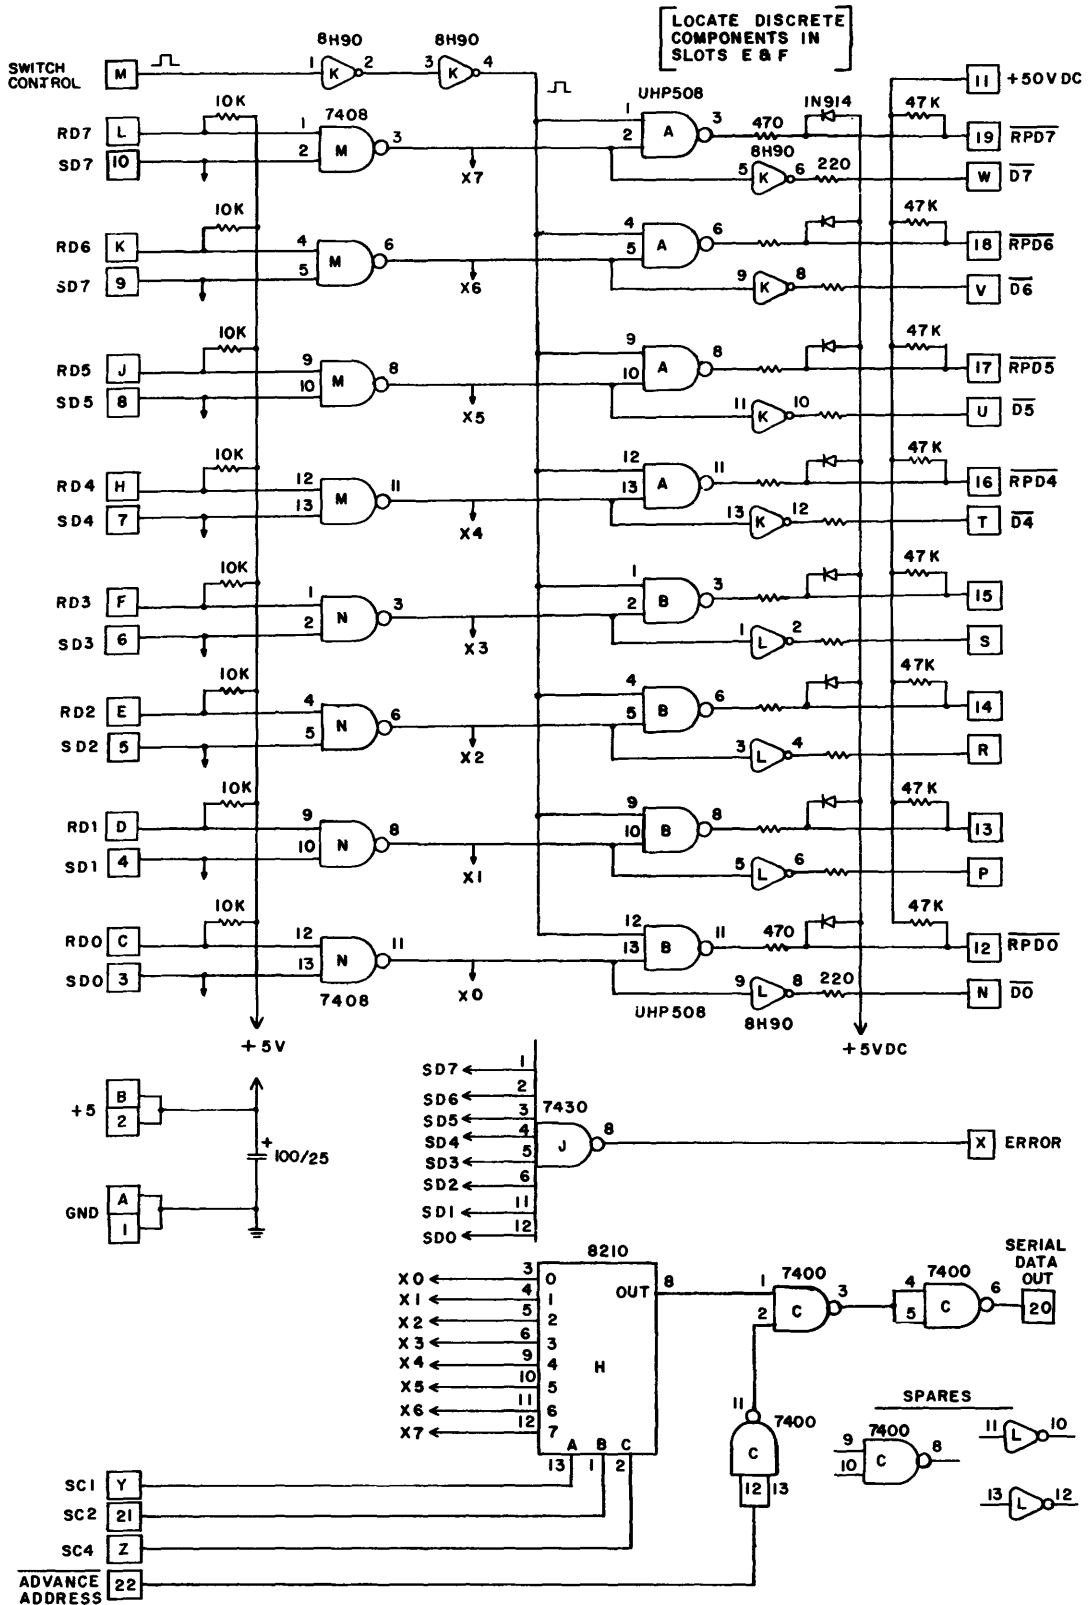 LOCATE DISCRETE
COMPONENTS IN
SLOTS E & F
SWITCH
CONTROL
M
1
8H90
K
2
3
8H90
K
4
11
+50VDC
RD7
L
SD7
10
10K
1
2
7408
M
3
X7
1
2
UHP508
A
3
470
1N914
47K
19
RPD7
5
8H90
K
6
220
W
D7
RD6
K
SD7
9
10K
4
5
M
6
X6
4
5
A
6
47K
18
RPD6
9
K
8
V
D6
RD5
J
SD5
8
10K
9
10
M
8
X5
9
10
A
8
47K
17
RPD5
11
K
10
U
D5
RD4
H
SD4
7
10K
12
13
M
11
X4
12
13
A
11
47K
16
RPD4
13
K
12
T
D4
RD3
F
SD3
6
10K
1
2
N
3
X3
1
2
B
3
47K
15
1
L
2
S
RD2
E
SD2
5
10K
4
5
N
6
X2
4
5
B
6
47K
14
3
L
4
R
RD1
D
SD1
4
10K
9
10
N
8
X1
9
10
B
8
47K
13
5
L
6
P
RD0
C
SD0
3
10K
12
13
N
7408
11
X0
12
13
B
UHP508
11
470
47K
12
RPD0
9
L
8
8H90
220
N
D0
+5V
+5VDC
+5
B
2
+
100/25
GND
A
1
SD7
1
SD6
2
SD5
3
SD4
4
SD3
5
SD2
6
SD1
11
SD0
12
7430
J
8
X
ERROR
8210
X0
3
0
X1
4
1
X2
5
2
X3
6
3
X4
9
4
X5
10
5
X6
11
6
X7
12
7
H
OUT
8
A
B
C
13
1
2
1
2
7400
C
3
4
5
7400
C
6
SERIAL
DATA
OUT
20
11
7400
C
12
13
SPARES
9
10
7400
C
8
11
L
10
13
L
12
SC1
Y
SC2
21
SC4
Z
ADVANCE
ADDRESS
22